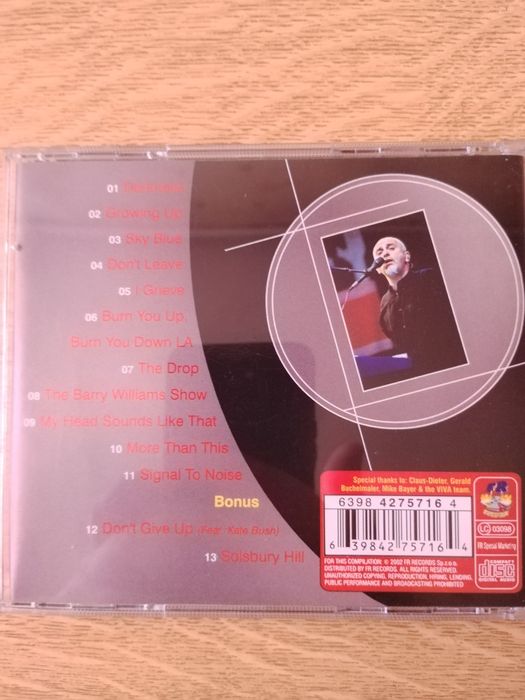 01 Darkness
02 Growing Up
03 Sky Blue
04 Don't Leave
05 I Grieve
06 Burn You Up,
Burn You Down LA
07 The Drop
08 The Barry Williams Show
09 My Head Sounds Like That
10 More Than This
11 Signal To Noise
Bonus
12 Don't Give Up (Fear. Kate Bush)
13 Solsbury Hill
Special thanks to: Claus-Dieter, Gerald
Bachelmaier, Mike Bayer & the VIVA team.
6398 4275716 4
6 39842 75716 4
LC 03098
FR Special Marketing
COMPACT
disc
DIGITAL AUDIO
FOR THIS COMPILATION: © 2002 FR RECORDS Sp.z.o.o.
DISTRIBUTED BY FR RECORDS. ALL RIGHTS RESERVED.
UNAUTHORIZED COPYING, REPRODUCTION, HIRING, LENDING,
PUBLIC PERFORMANCE AND BROADCASTING PROHIBITED